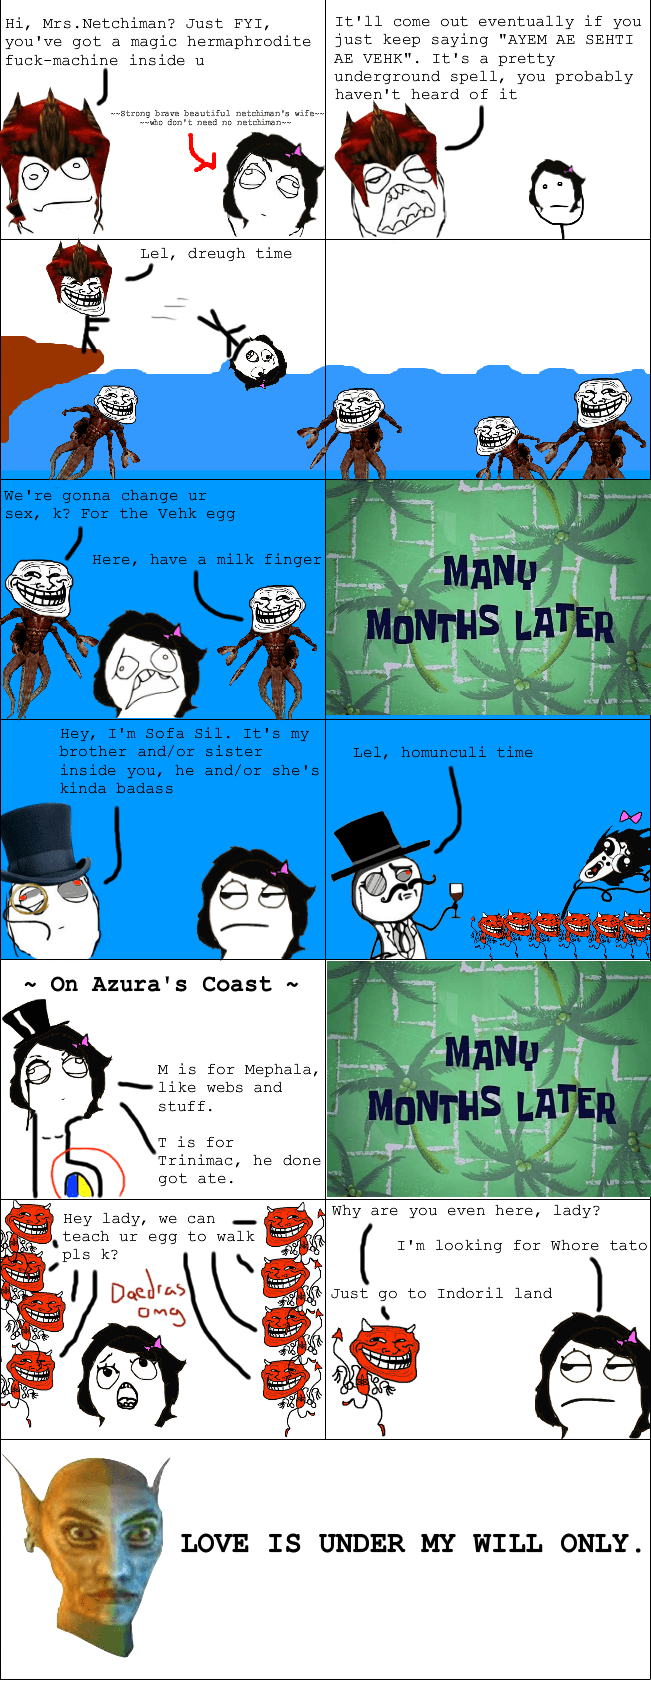 Hi, Mrs.Netchiman? Just FYI,
you've got a magic hermaphrodite
fuck-machine inside u
~~Strong brave beautiful netchiman's wife~~
~~who don't need no netchiman~~
It'll come out eventually if you
just keep saying "AYEM AE SEHTI
AE VEHK". It's a pretty
underground spell, you probably
haven't heard of it
Lel, dreugh time
We're gonna change ur
sex, k? For the Vehk egg
Here, have a milk finger
MANY
MONTHS LATER
Hey, I'm Sofa Sil. It's my
brother and/or sister
inside you, he and/or she's
kinda badass
Lel, homunculi time
~ On Azura's Coast ~
M is for Mephala,
like webs and
stuff.
T is for
Trinimac, he done
got ate.
MANY
MONTHS LATER
Hey lady, we can
teach ur egg to walk
pls k?
Daedras
omg
Why are you even here, lady?
I'm looking for Whore tato
Just go to Indoril land
LOVE IS UNDER MY WILL ONLY.